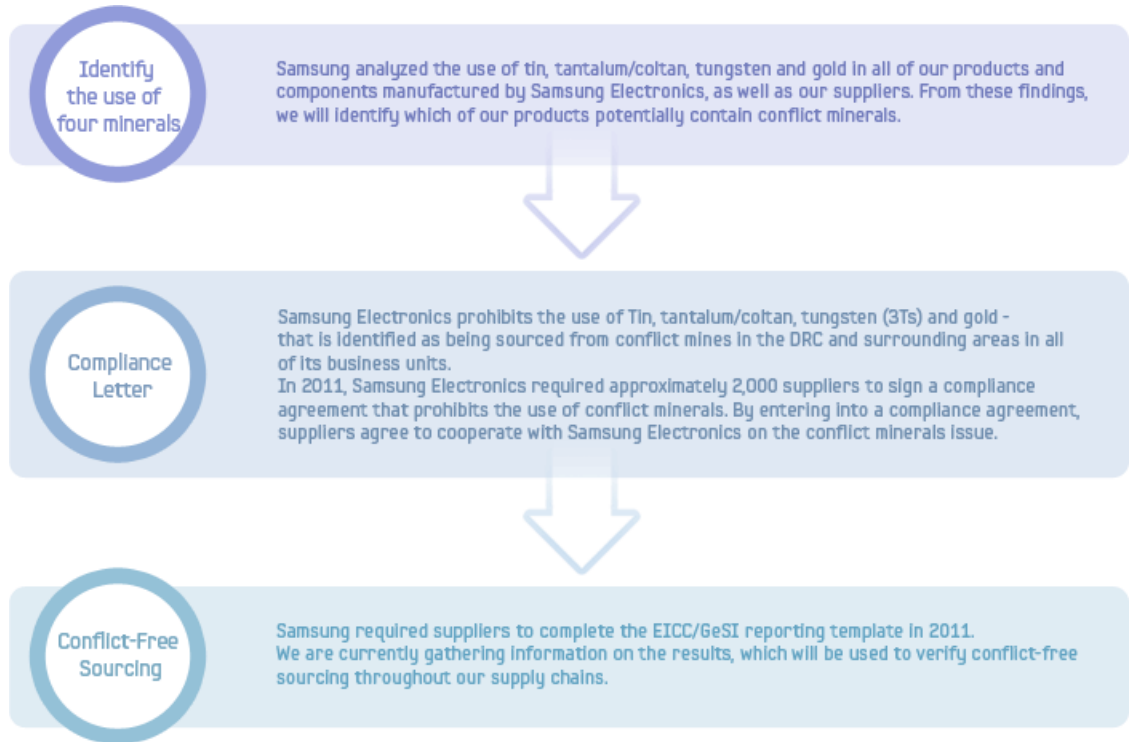 Identify
the use of
four minerals
Samsung analyzed the use of tin, tantalum/coltan, tungsten and gold in all of our products and
components manufactured by Samsung Electronics, as well as our suppliers. From these findings,
we will identify which of our products potentially contain conflict minerals.
Compliance
Letter
Samsung Electronics prohibits the use of Tin, tantalum/coltan, tungsten (3Ts) and gold -
that is identified as being sourced from conflict mines in the DRC and surrounding areas in all
of its business units.
In 2011, Samsung Electronics required approximately 2,000 suppliers to sign a compliance
agreement that prohibits the use of conflict minerals. By entering into a compliance agreement,
suppliers agree to cooperate with Samsung Electronics on the conflict minerals issue.
Conflict-Free
Sourcing
Samsung required suppliers to complete the EICC/GeSI reporting template in 2011.
We are currently gathering information on the results, which will be used to verify conflict-free
sourcing throughout our supply chains.